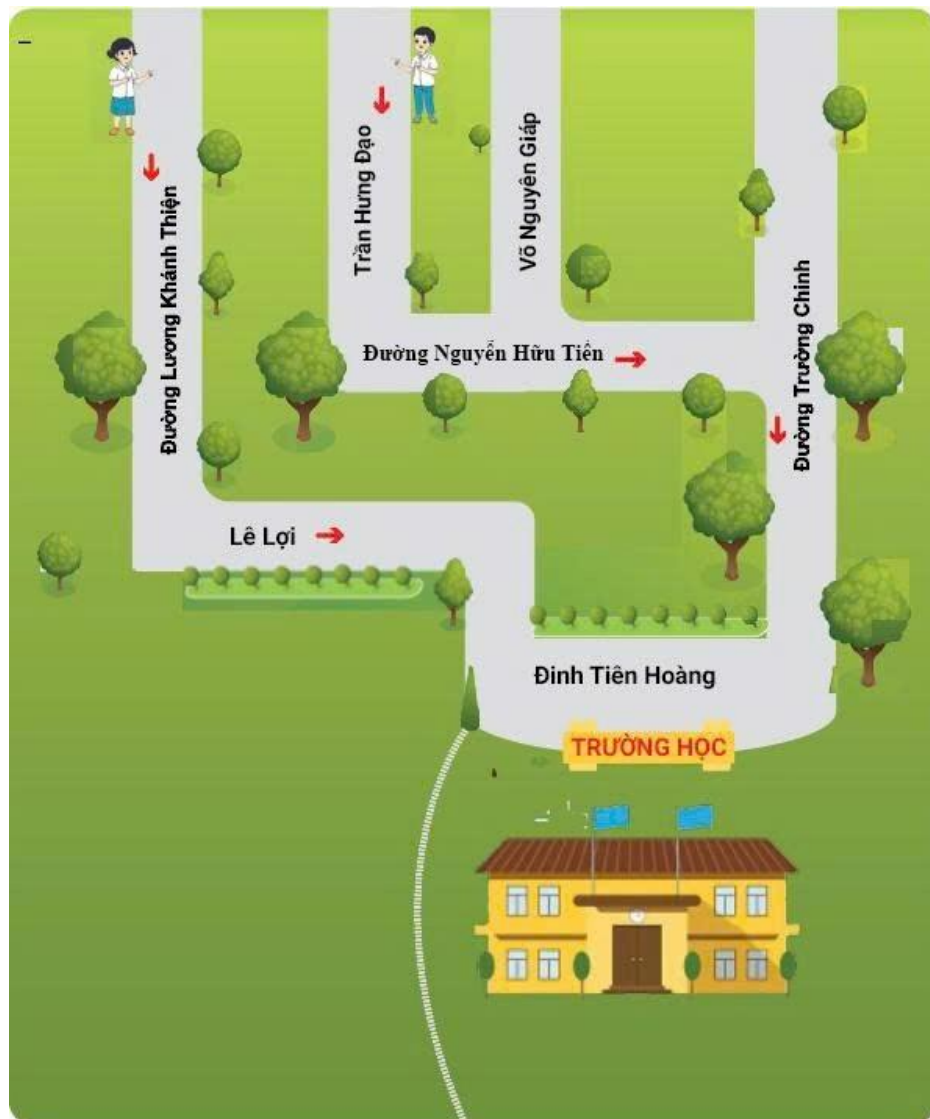 Đường Lương Khánh Thiện
Trần Hưng Đạo
Võ Nguyên Giáp
Đường Nguyễn Hữu Tiến
Đường Trường Chinh
Lê Lợi
Đinh Tiên Hoàng
TRƯỜNG HỌC